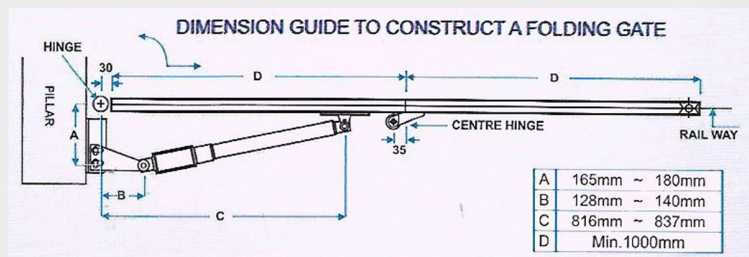 DIMENSION GUIDE TO CONSTRUCT A FOLDING GATE
HINGE
30
D
D
PILLAR
A
CENTRE HINGE
35
RAIL WAY
B
C
A 165mm ~ 180mm
B 128mm ~ 140mm
C 816mm ~ 837mm
D Min.1000mm